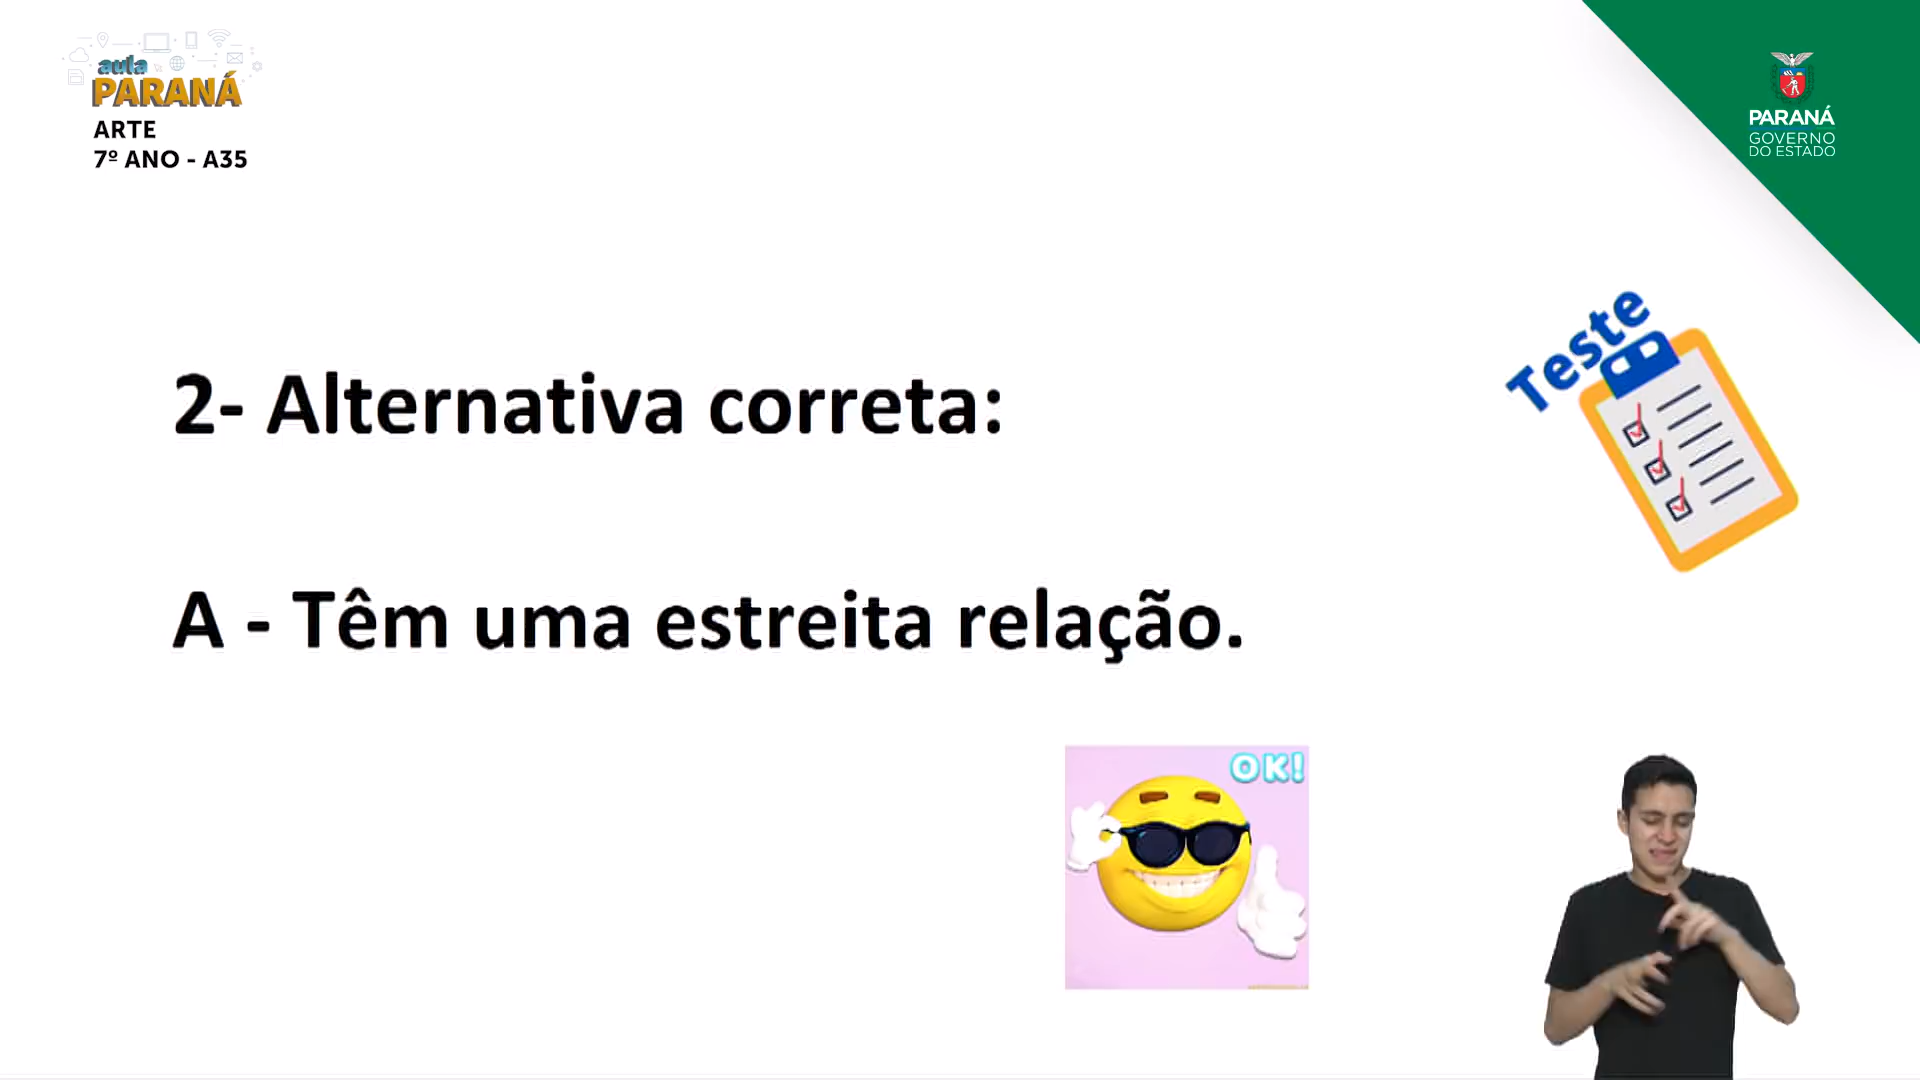 aula
PARANÁ
ARTE
7º ANO - A35
PARANÁ
GOVERNO
DO ESTADO
Teste
2- Alternativa correta:
A - Têm uma estreita relação.
OK!